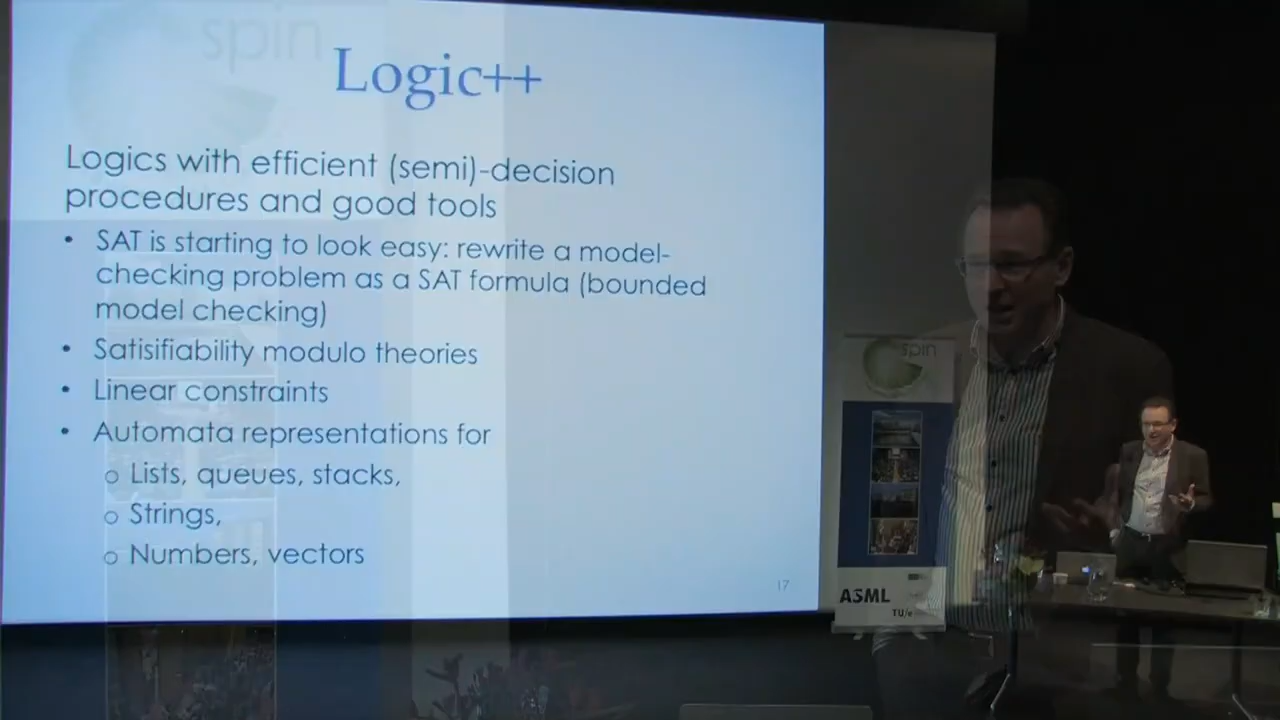 spin
Logic++
Logics with efficient (semi)-decision
procedures and good tools
• SAT is starting to look easy: rewrite a model-
checking problem as a SAT formula (bounded
model checking)
• Satisifiability modulo theories
• Linear constraints
• Automata representations for
o Lists, queues, stacks,
o Strings,
o Numbers, vectors
17
spin
ASML
TU/e